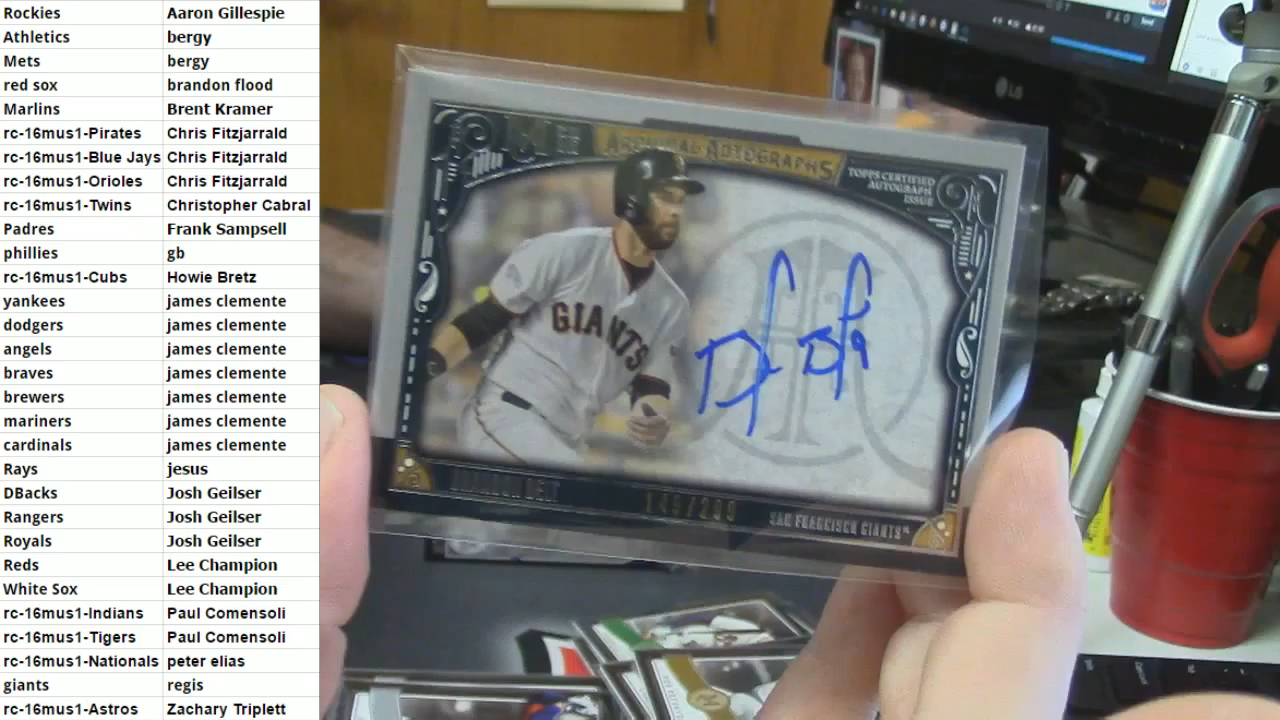 Rockies Aaron Gillespie
Athletics bergy
Mets bergy
red sox brandon flood
Marlins Brent Kramer
rc-16mus1-Pirates Chris Fitzjarrald
rc-16mus1-Blue Jays Chris Fitzjarrald
rc-16mus1-Orioles Chris Fitzjarrald
rc-16mus1-Twins Christopher Cabral
Padres Frank Sampsell
phillies gb
rc-16mus1-Cubs Howie Bretz
yankees james clemente
dodgers james clemente
angels james clemente
braves james clemente
brewers james clemente
mariners james clemente
cardinals james clemente
Rays jesus
DBacks Josh Geilser
Rangers Josh Geilser
Royals Josh Geilser
Reds Lee Champion
White Sox Lee Champion
rc-16mus1-Indians Paul Comensoli
rc-16mus1-Tigers Paul Comensoli
rc-16mus1-Nationals peter elias
giants regis
rc-16mus1-Astros Zachary Triplett
ARCHIVAL AUTOGRAPHS
TOPPS CERTIFIED
AUTOGRAPH
ISSUE
GIANTS
BRANDON BELT
149/299
SAN FRANCISCO GIANTS™
LG